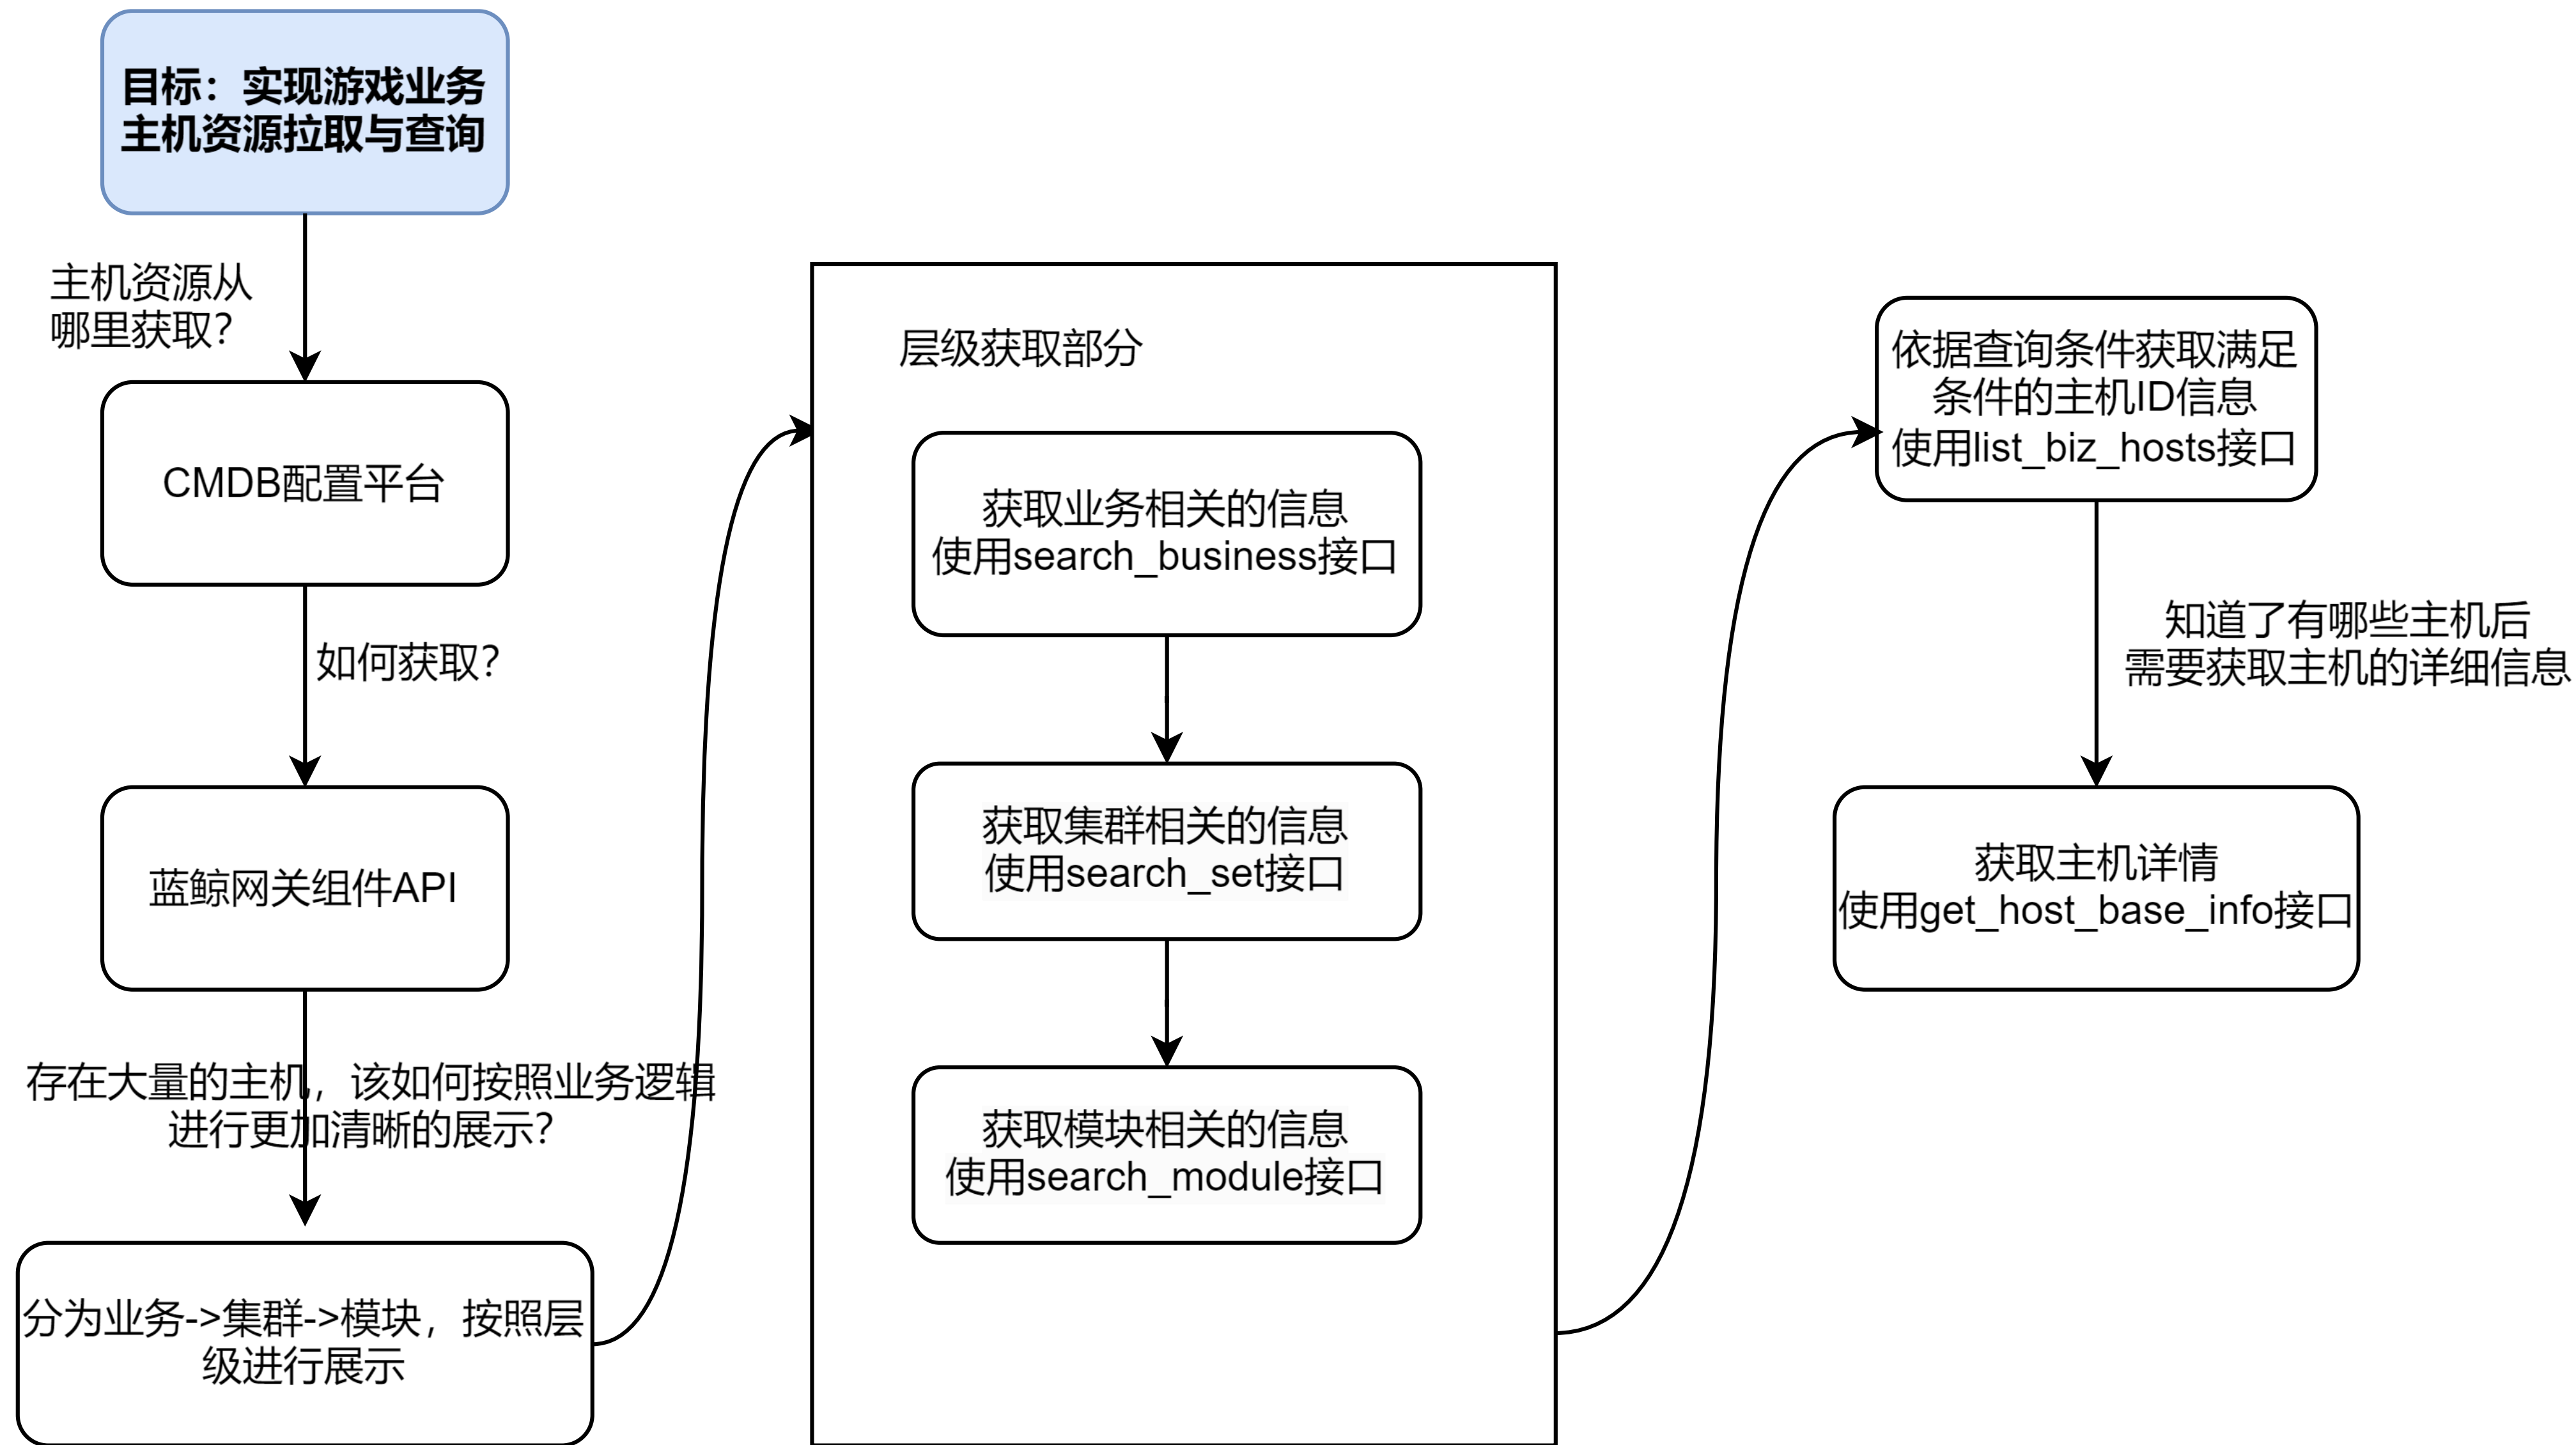 目标：实现游戏业务
主机资源拉取与查询
主机资源从
哪里获取？
CMDB配置平台
如何获取？
蓝鲸网关组件API
存在大量的主机，该如何按照业务逻辑
进行更加清晰的展示？
分为业务->集群->模块，按照层
级进行展示
层级获取部分
获取业务相关的信息
使用search_business接口
获取集群相关的信息
使用search_set接口
获取模块相关的信息
使用search_module接口
依据查询条件获取满足
条件的主机ID信息
使用list_biz_hosts接口
知道了有哪些主机后
需要获取主机的详细信息
获取主机详情
使用get_host_base_info接口